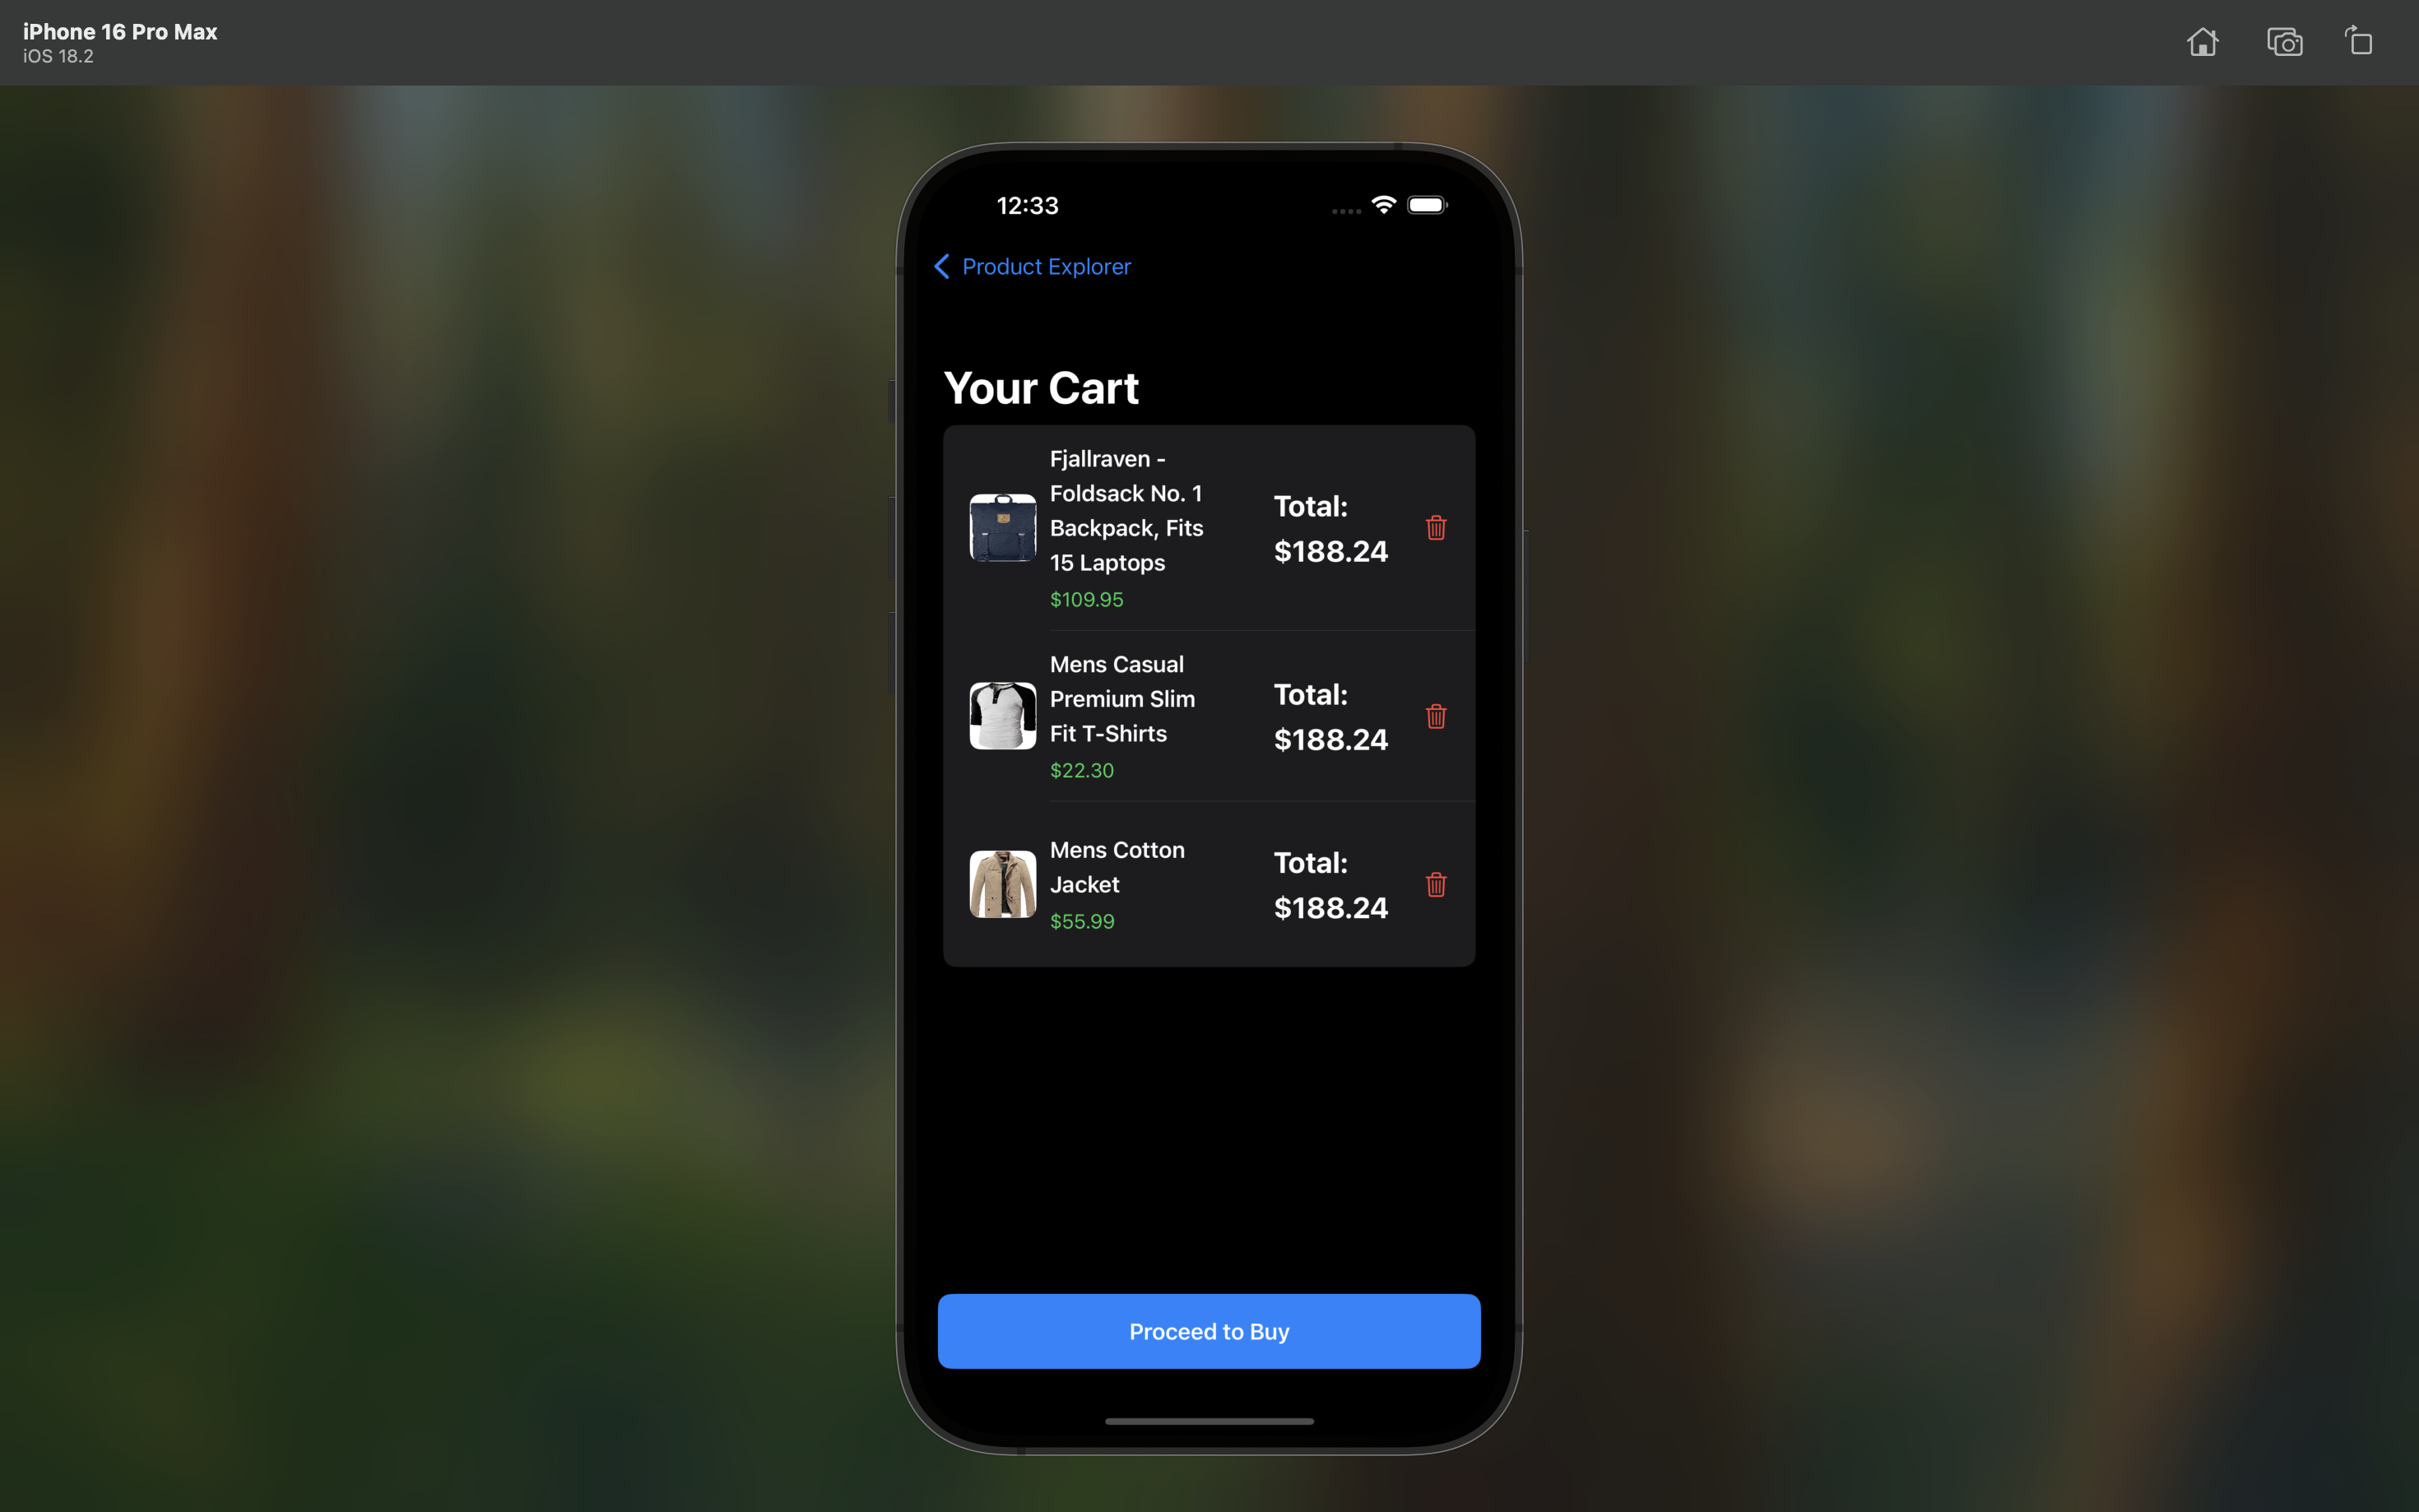 iPhone 16 Pro Max
iOS 18.2
12:33
Product Explorer
Your Cart
Fjallraven -
Foldsack No. 1
Backpack, Fits
15 Laptops
$109.95
Total:
$188.24
Mens Casual
Premium Slim
Fit T-Shirts
$22.30
Total:
$188.24
Mens Cotton
Jacket
$55.99
Total:
$188.24
Proceed to Buy